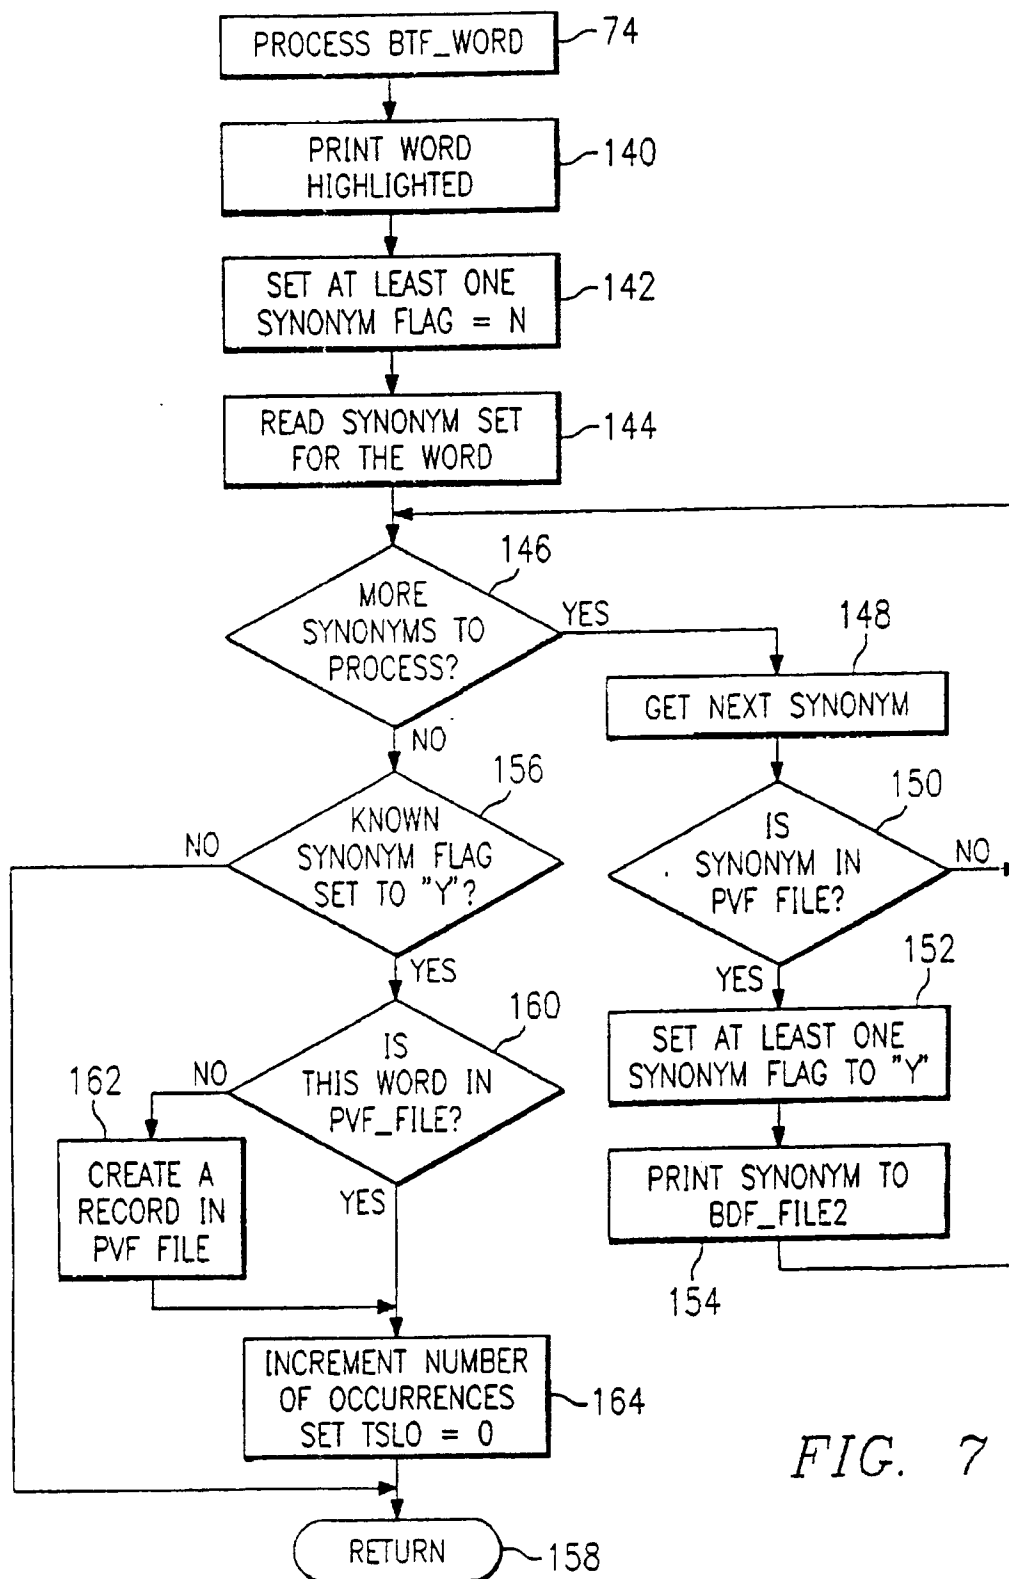 PROCESS BTF_WORD
74
PRINT WORD
HIGHLIGHTED
140
SET AT LEAST ONE
SYNONYM FLAG = N
142
READ SYNONYM SET
FOR THE WORD
144
146
MORE
SYNONYMS TO
PROCESS?
YES
NO
148
GET NEXT SYNONYM
150
IS
SYNONYM IN
PVF FILE?
NO
YES
152
SET AT LEAST ONE
SYNONYM FLAG TO "Y"
PRINT SYNONYM TO
BDF_FILE2
154
156
KNOWN
SYNONYM FLAG
SET TO "Y"?
NO
YES
160
IS
THIS WORD IN
PVF_FILE?
NO
YES
162
CREATE A
RECORD IN
PVF FILE
INCREMENT NUMBER
OF OCCURRENCES
SET TSLO = 0
164
RETURN
158
FIG. 7